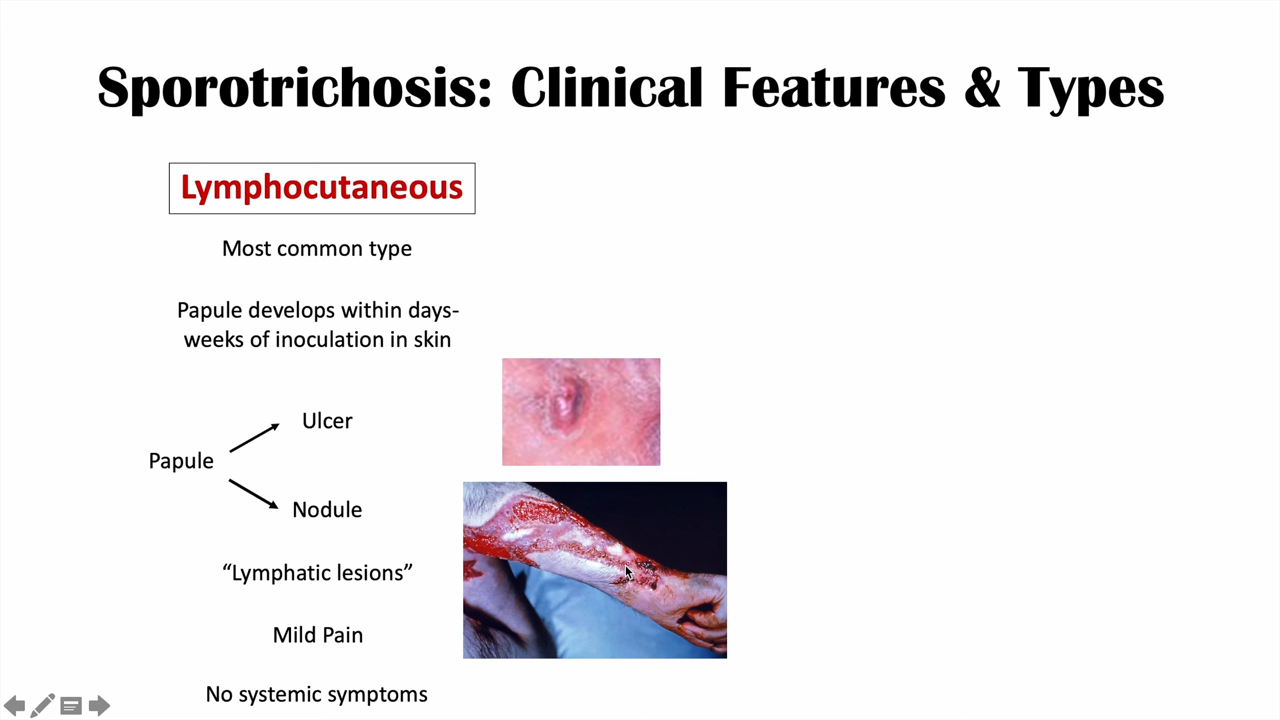 Sporotrichosis: Clinical Features & Types
Lymphocutaneous
Most common type
Papule develops within days-
weeks of inoculation in skin
Ulcer
Papule
Nodule
“Lymphatic lesions”
Mild Pain
No systemic symptoms